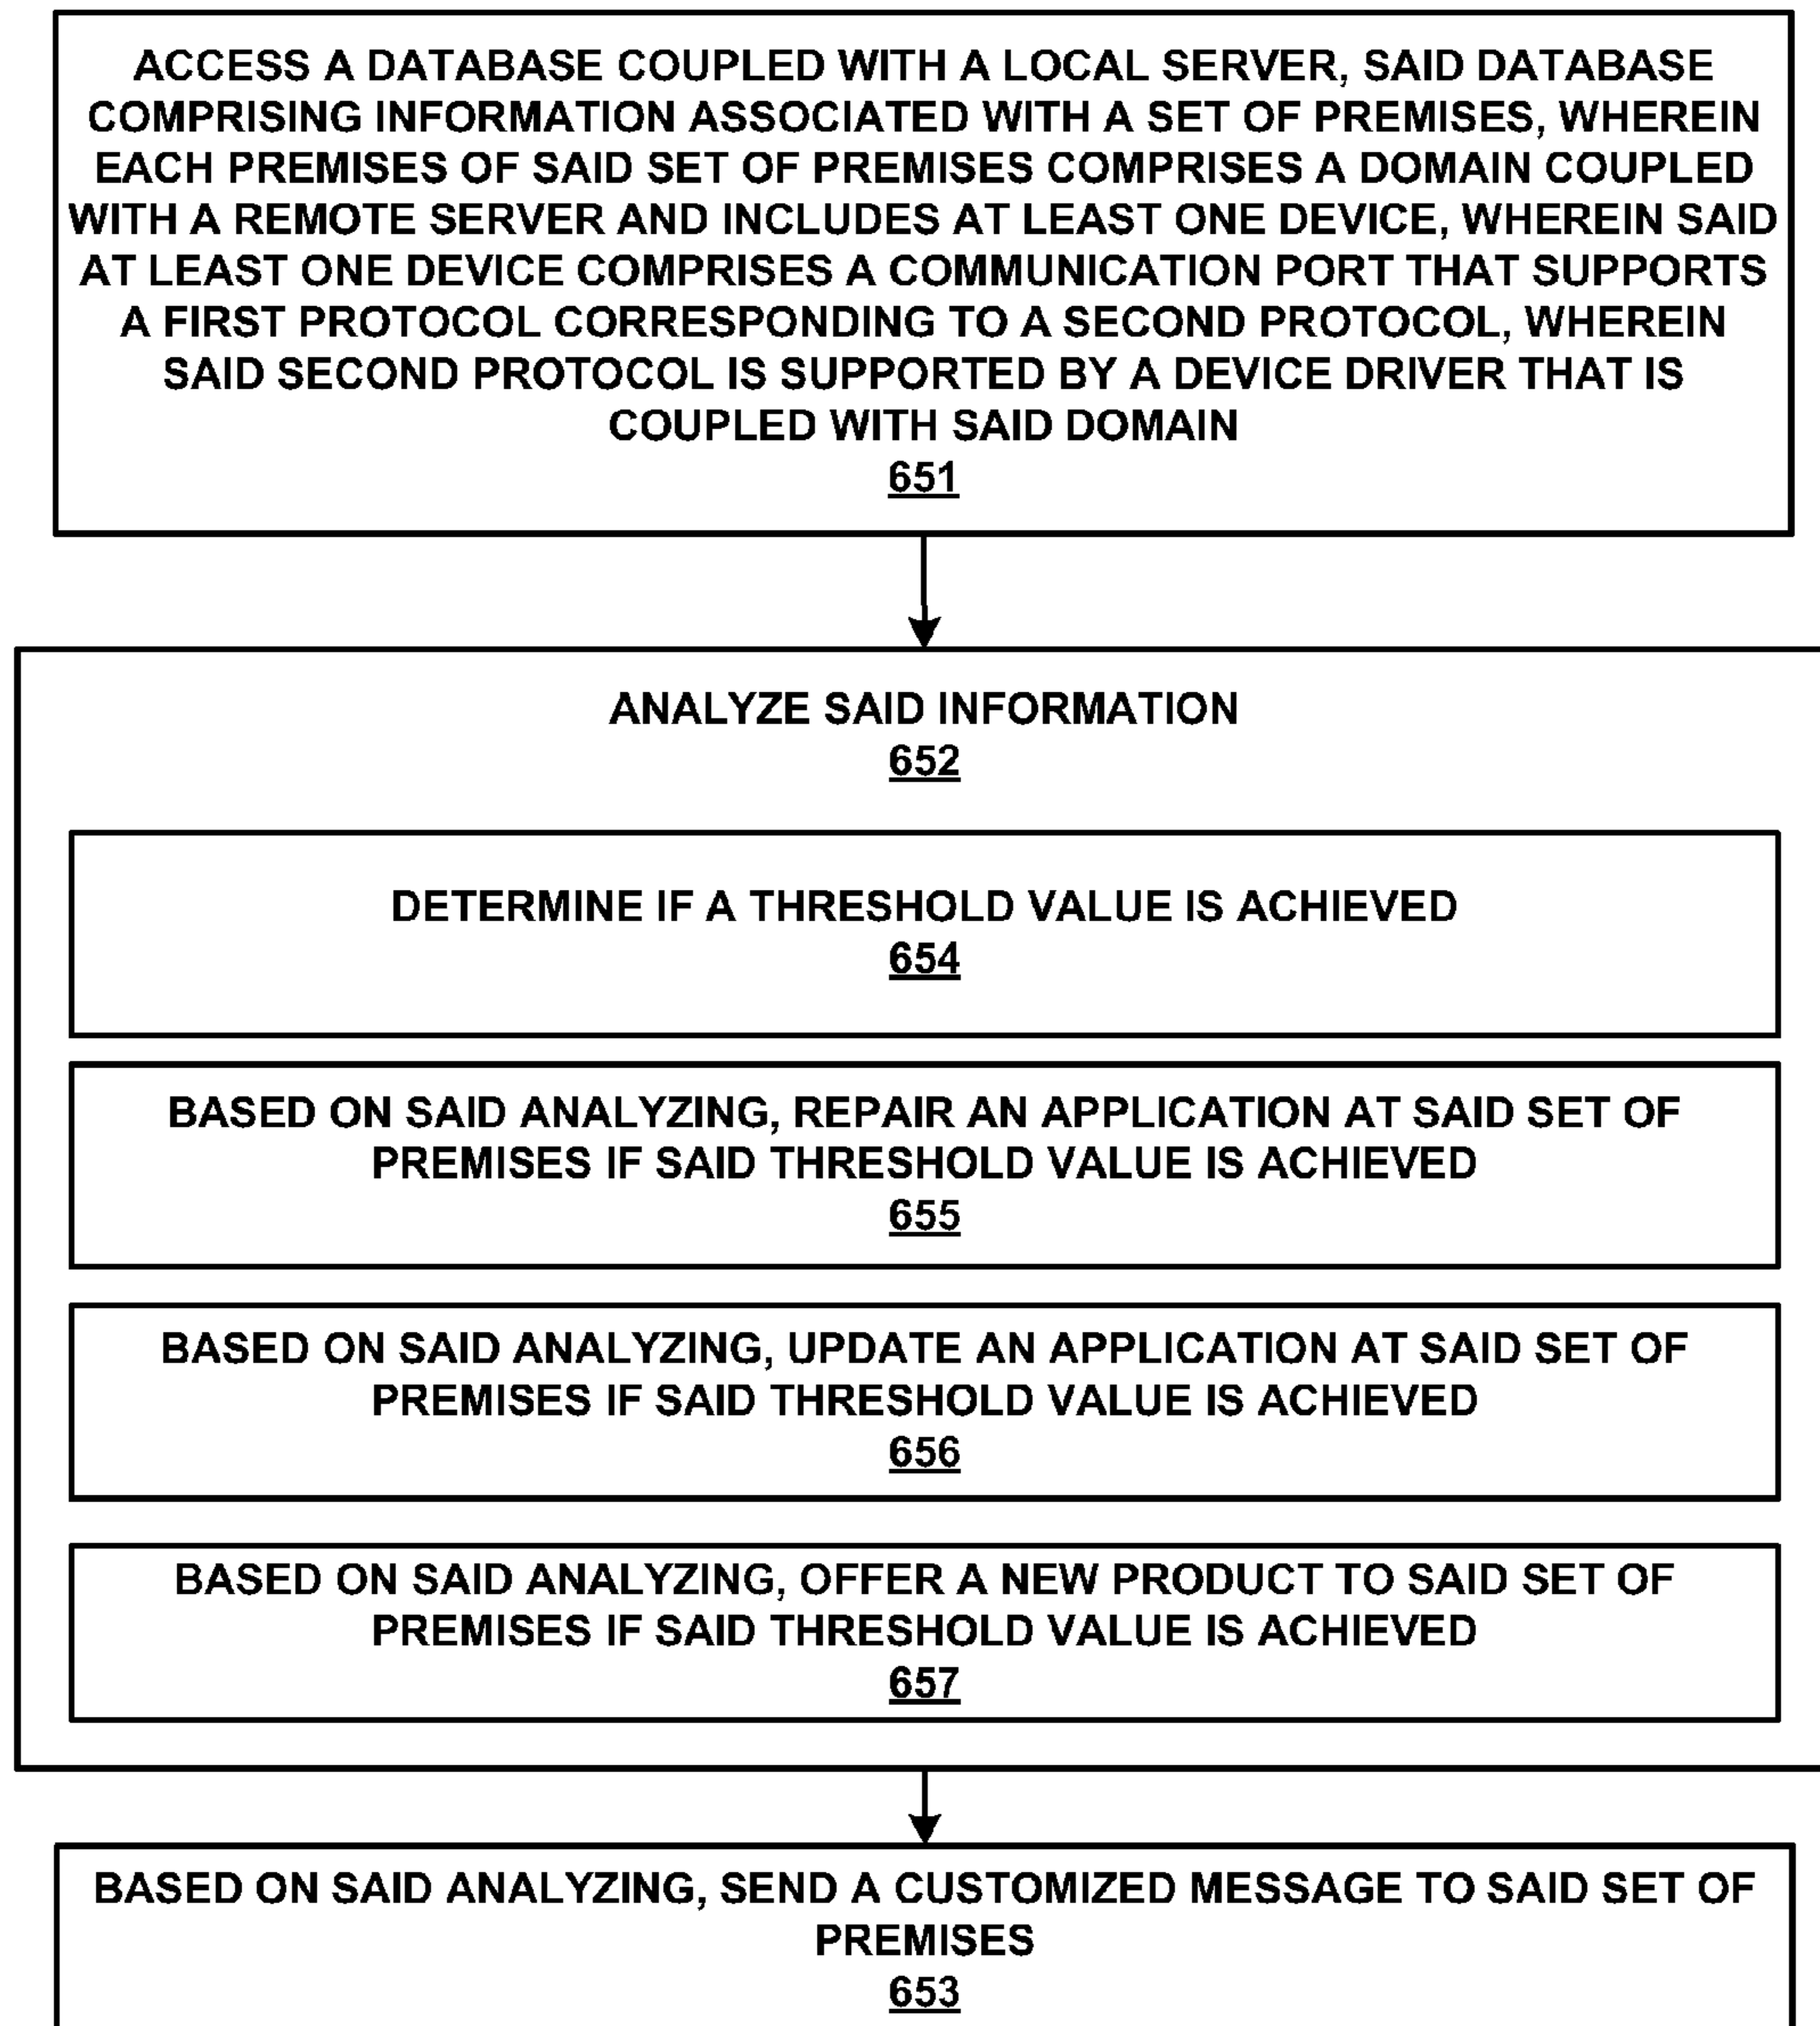 ACCESS A DATABASE COUPLED WITH A LOCAL SERVER, SAID DATABASE
COMPRISING INFORMATION ASSOCIATED WITH A SET OF PREMISES, WHEREIN
EACH PREMISES OF SAID SET OF PREMISES COMPRISES A DOMAIN COUPLED
WITH A REMOTE SERVER AND INCLUDES AT LEAST ONE DEVICE, WHEREIN SAID
AT LEAST ONE DEVICE COMPRISES A COMMUNICATION PORT THAT SUPPORTS
A FIRST PROTOCOL CORRESPONDING TO A SECOND PROTOCOL, WHEREIN
SAID SECOND PROTOCOL IS SUPPORTED BY A DEVICE DRIVER THAT IS
COUPLED WITH SAID DOMAIN
651
ANALYZE SAID INFORMATION
652
DETERMINE IF A THRESHOLD VALUE IS ACHIEVED
654
BASED ON SAID ANALYZING, REPAIR AN APPLICATION AT SAID SET OF
PREMISES IF SAID THRESHOLD VALUE IS ACHIEVED
655
BASED ON SAID ANALYZING, UPDATE AN APPLICATION AT SAID SET OF
PREMISES IF SAID THRESHOLD VALUE IS ACHIEVED
656
BASED ON SAID ANALYZING, OFFER A NEW PRODUCT TO SAID SET OF
PREMISES IF SAID THRESHOLD VALUE IS ACHIEVED
657
BASED ON SAID ANALYZING, SEND A CUSTOMIZED MESSAGE TO SAID SET OF
PREMISES
653